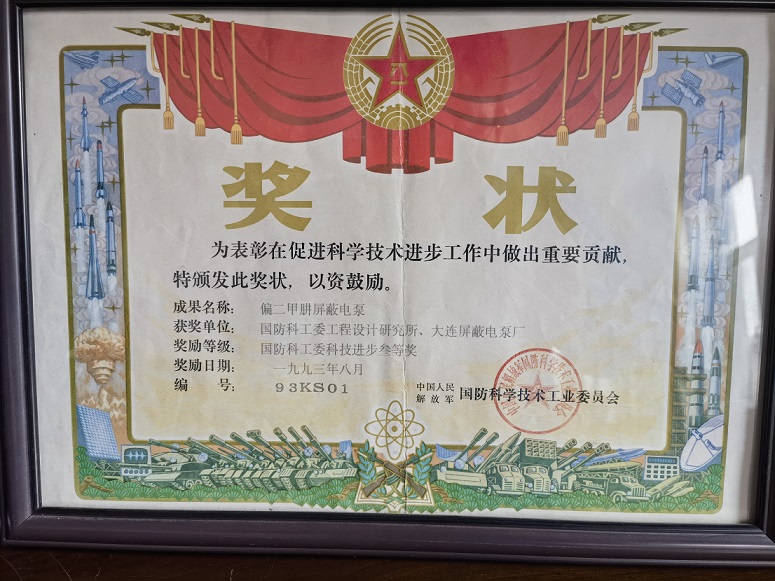 奖状
为表彰在促进科学技术进步工作中做出重要贡献，
特颁发此奖状，以资鼓励。
成果名称： 偏二甲肼屏蔽电泵
获奖单位： 国防科工委工程设计研究所、大连屏蔽电泵厂
奖励等级： 国防科工委科技进步叁等奖
奖励日期： 一九九三年八月
编 号： 93KS01
中国人民
解放军 国防科学技术工业委员会